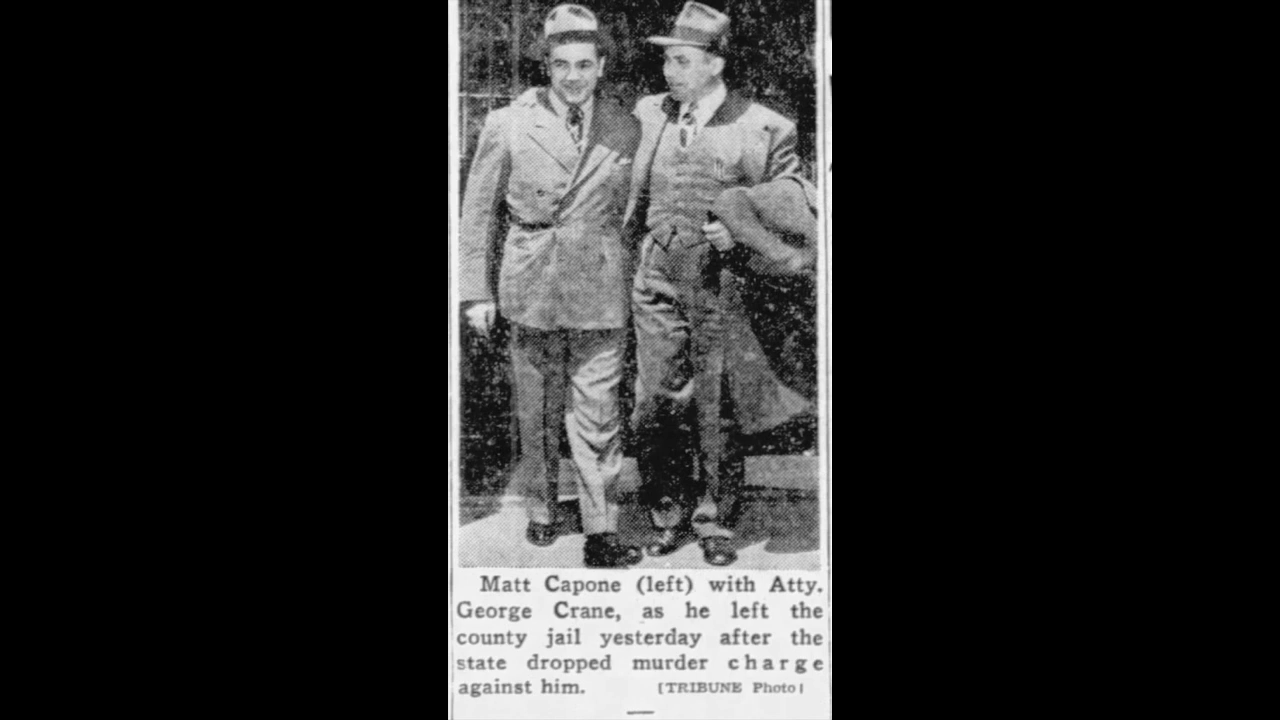 Matt Capone (left) with Atty.
George Crane, as he left the
county jail yesterday after the
state dropped murder charge
against him. [TRIBUNE Photo]